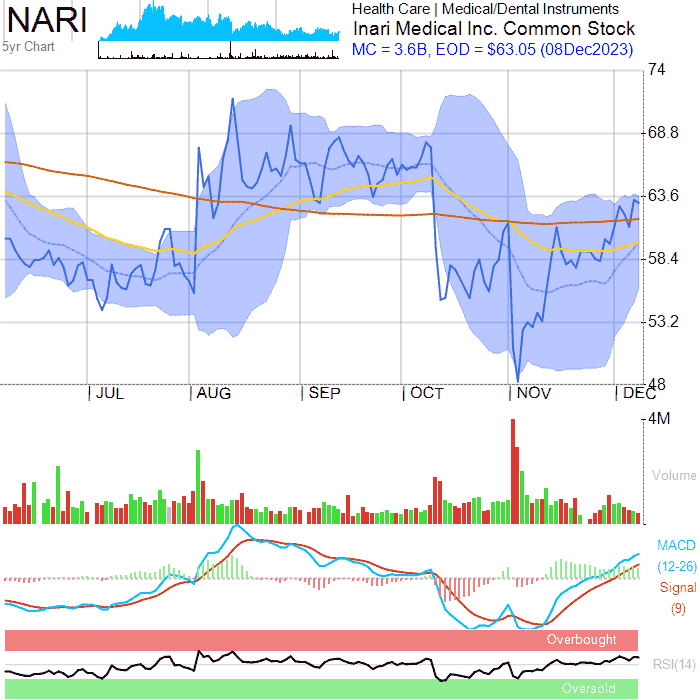 NARI
5yr Chart
Health Care | Medical/Dental Instruments
Inari Medical Inc. Common Stock
MC = 3.6B, EOD = $63.05 (08Dec2023)
74
68.8
63.6
58.4
53.2
48
JUL AUG SEP OCT NOV DEC
4M
Volume
MACD
(12-26)
Signal
(9)
Overbought
RSI(14)
Oversold